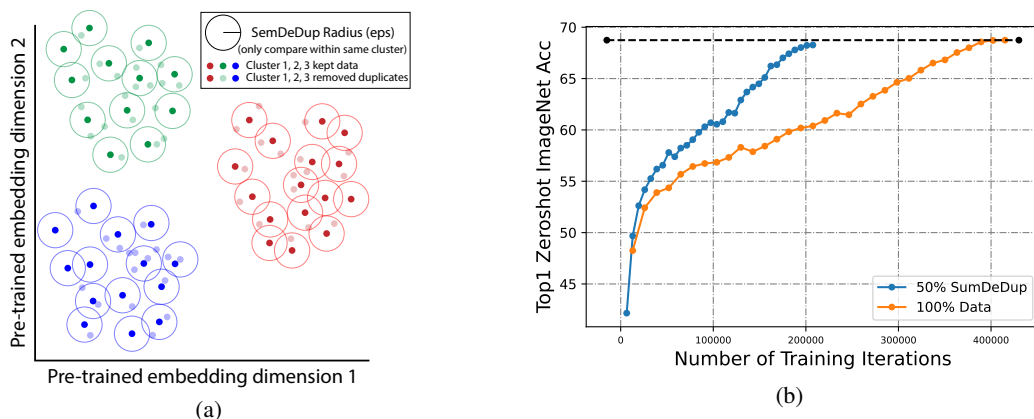 Pre-trained embedding dimension 2
SemDeDup Radius (eps)
(only compare within same cluster)
Cluster 1, 2, 3 kept data
Cluster 1, 2, 3 removed duplicates
Pre-trained embedding dimension 1
(a)
Top1 Zeroshot ImageNet Acc
70
65
60
55
50
45
50% SumDeDup
100% Data
0
100000
200000
300000
400000
Number of Training Iterations
(b)